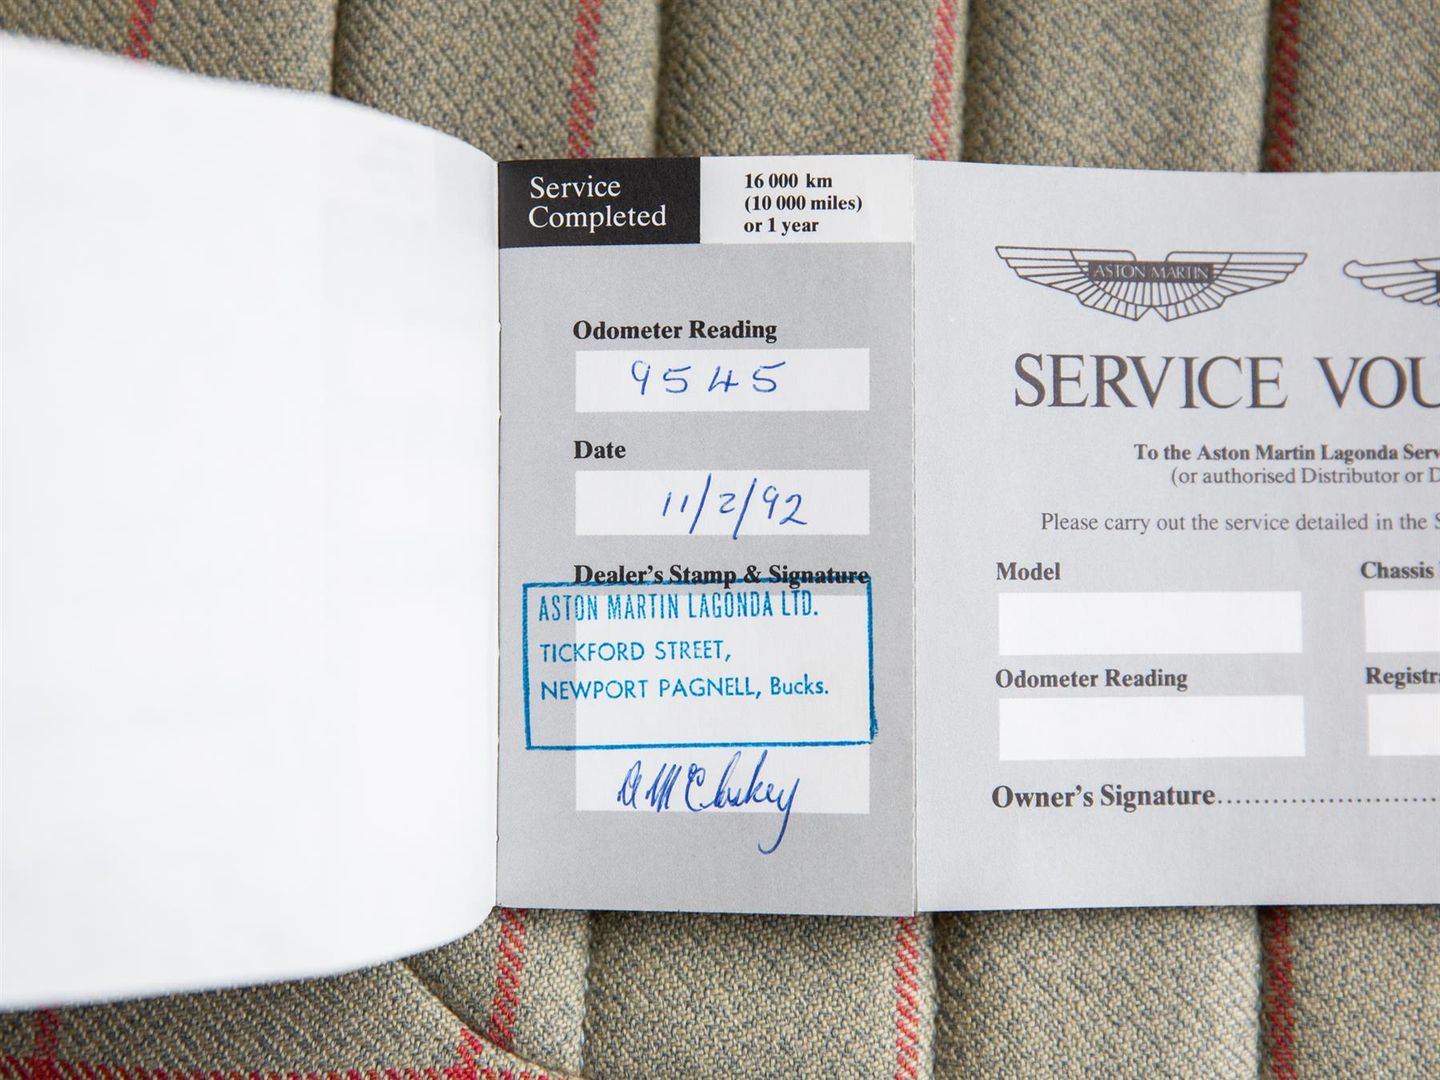 Service
Completed
16 000 km
(10 000 miles)
or 1 year
Odometer Reading
9545
Date
11/2/92
Dealer's Stamp & Signature
ASTON MARTIN LAGONDA LTD.
TICKFORD STREET,
NEWPORT PAGNELL, Bucks.
ASTON MARTIN
SERVICE VOU
To the Aston Martin Lagonda Serv
(or authorised Distributor or D
Please carry out the service detailed in the S
Model
Chassis
Odometer Reading
Registra
Owner's Signature